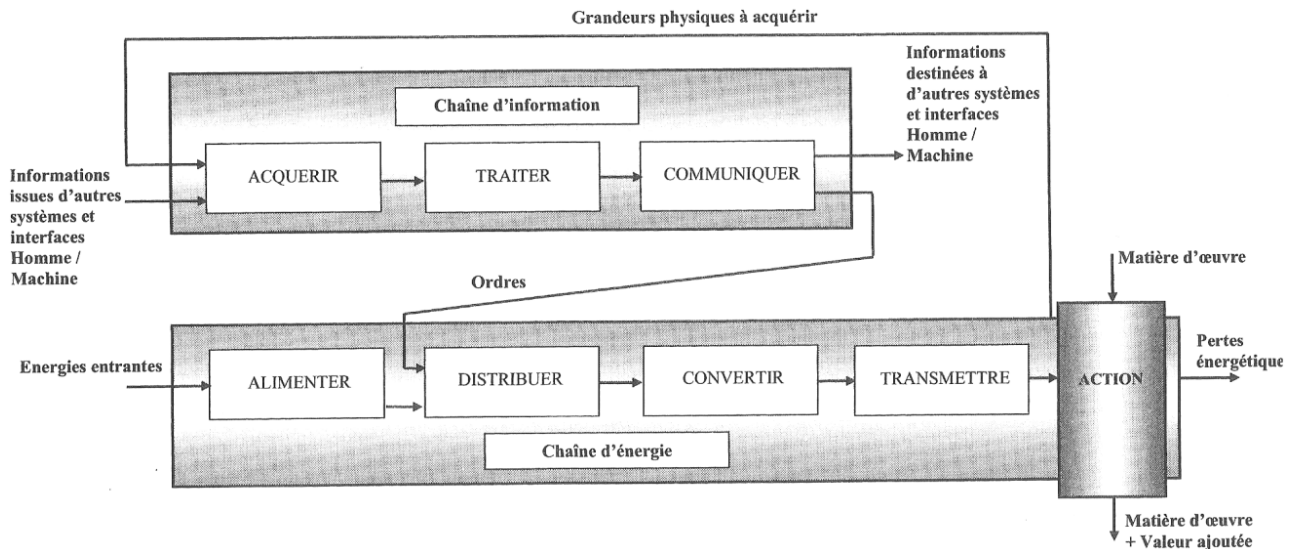 Grandeurs physiques à acquérir
Informations
destinées à
d'autres systèmes
et interfaces
Homme /
Machine
Chaîne d'information
ACQUERIR
TRAITER
COMMUNIQUER
Informations
issues d'autres
systèmes et
interfaces
Homme /
Machine
Ordres
Matière d'œuvre
Energies entrantes
ALIMENTER
DISTRIBUER
CONVERTIR
TRANSMETTRE
ACTION
Pertes
énergétique
Chaîne d'énergie
Matière d'œuvre
+ Valeur ajoutée